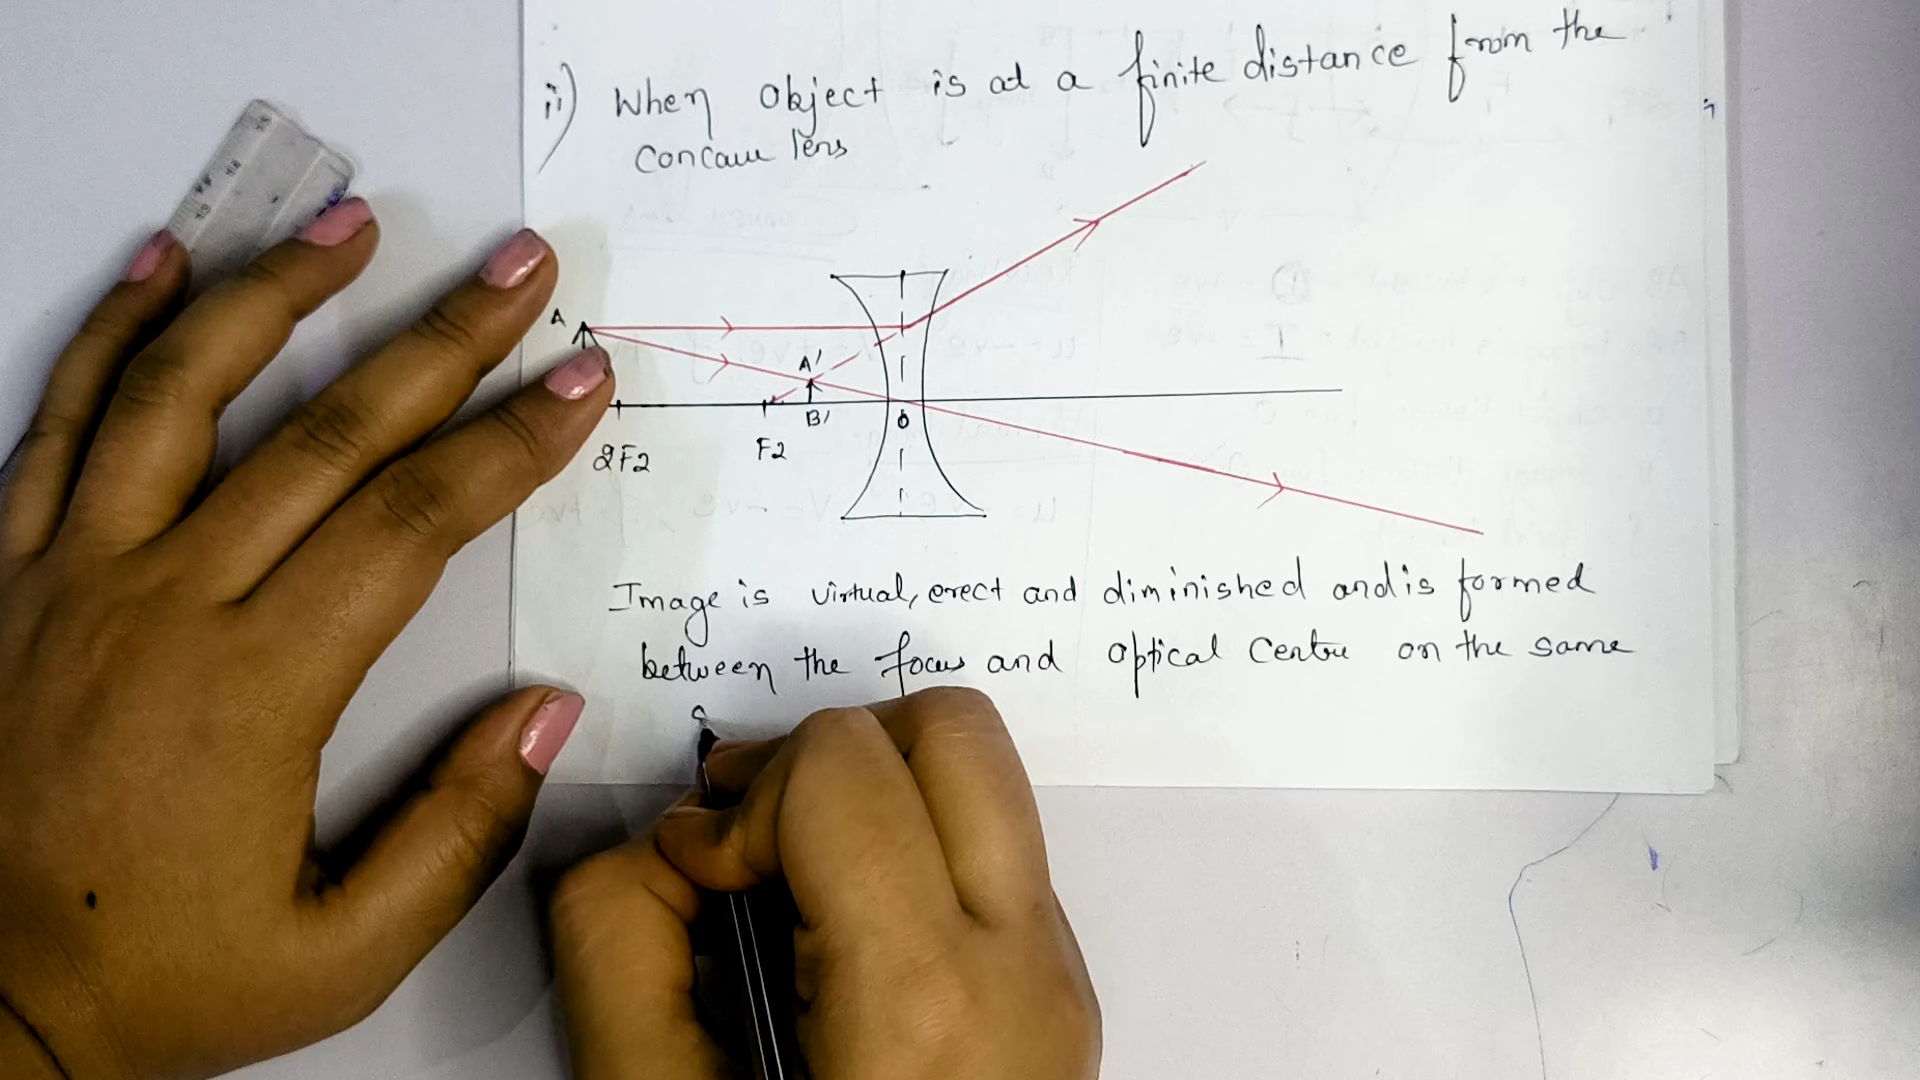 ii) When object is at a finite distance from the
concave lens
A
A'
B'
O
2F2
F2
Image is virtual, erect and diminished and is formed
between the focus and optical centre on the same
s